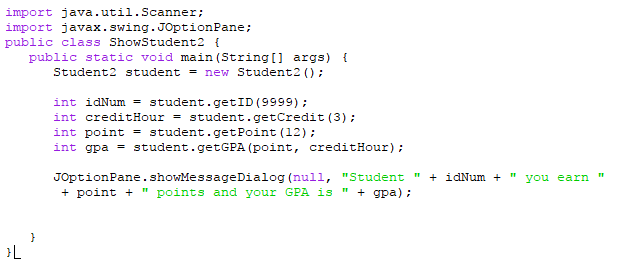 import java.util.Scanner;
import javax.swing.JOptionPane;
public class ShowStudent2 {
   public static void main(String[] args) {
      Student2 student = new Student2();

      int idNum = student.getID(9999);
      int creditHour = student.getCredit(3);
      int point = student.getPoint(12);
      int gpa = student.getGPA(point, creditHour);

      JOptionPane.showMessageDialog(null, "Student " + idNum + " you earn "
       + point + " points and your GPA is " + gpa);


   }
}